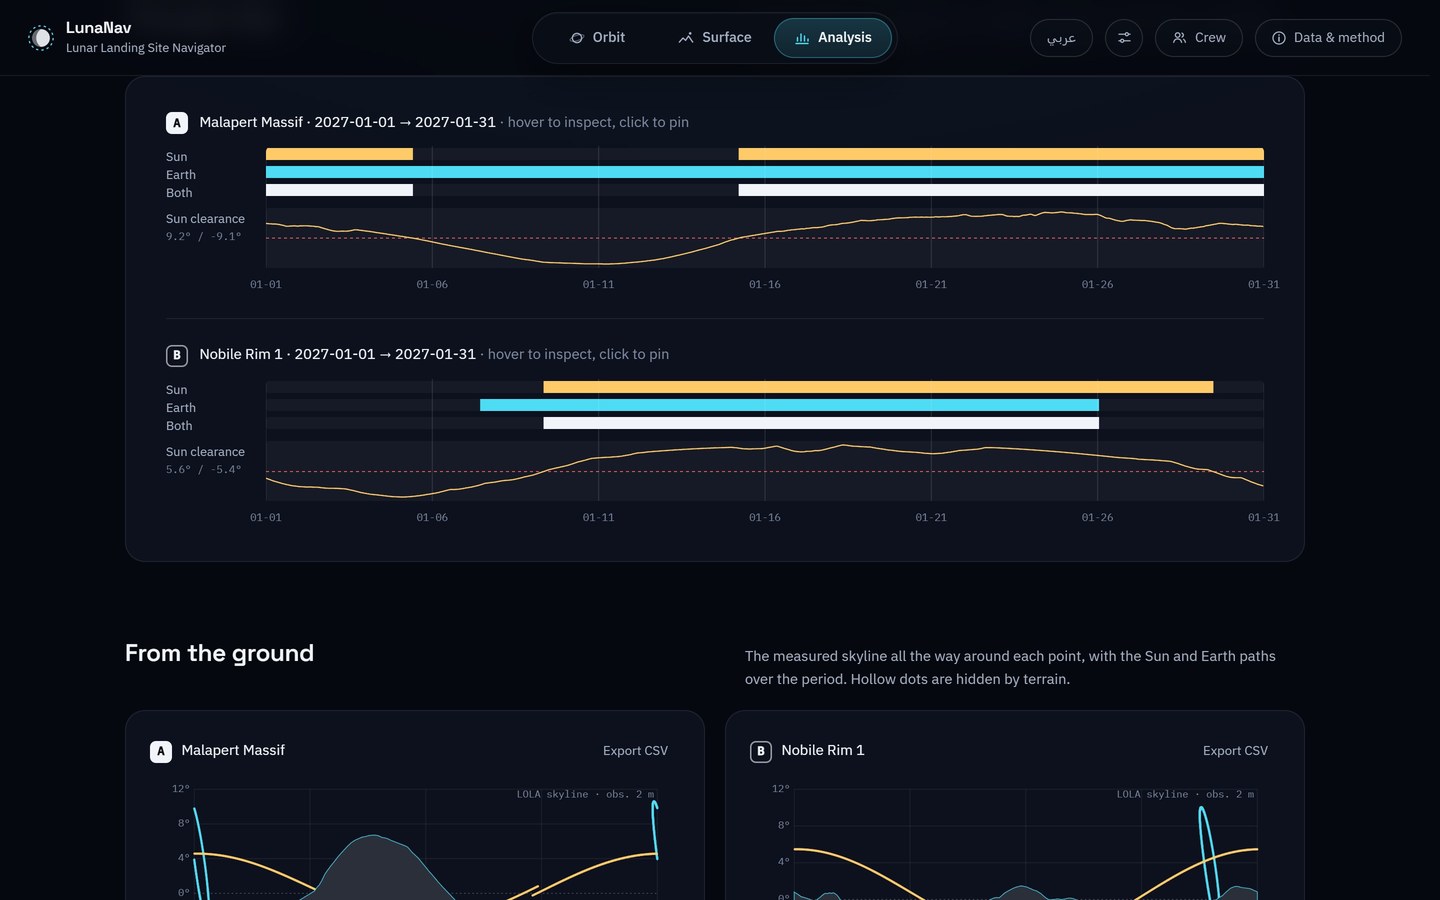 LunaNav
Lunar Landing Site Navigator
Orbit
Surface
Analysis
عربي
Crew
Data & method
A Malapert Massif · 2027-01-01 → 2027-01-31 · hover to inspect, click to pin
Sun
Earth
Both
Sun clearance
9.2° / -9.1°
01-01 01-06 01-11 01-16 01-21 01-26 01-31
B Nobile Rim 1 · 2027-01-01 → 2027-01-31 · hover to inspect, click to pin
Sun
Earth
Both
Sun clearance
5.6° / -5.4°
01-01 01-06 01-11 01-16 01-21 01-26 01-31
From the ground
The measured skyline all the way around each point, with the Sun and Earth paths
over the period. Hollow dots are hidden by terrain.
A Malapert Massif Export CSV
12°
LOLA skyline · obs. 2 m
8°
4°
0°
B Nobile Rim 1 Export CSV
12°
LOLA skyline · obs. 2 m
8°
4°
0°